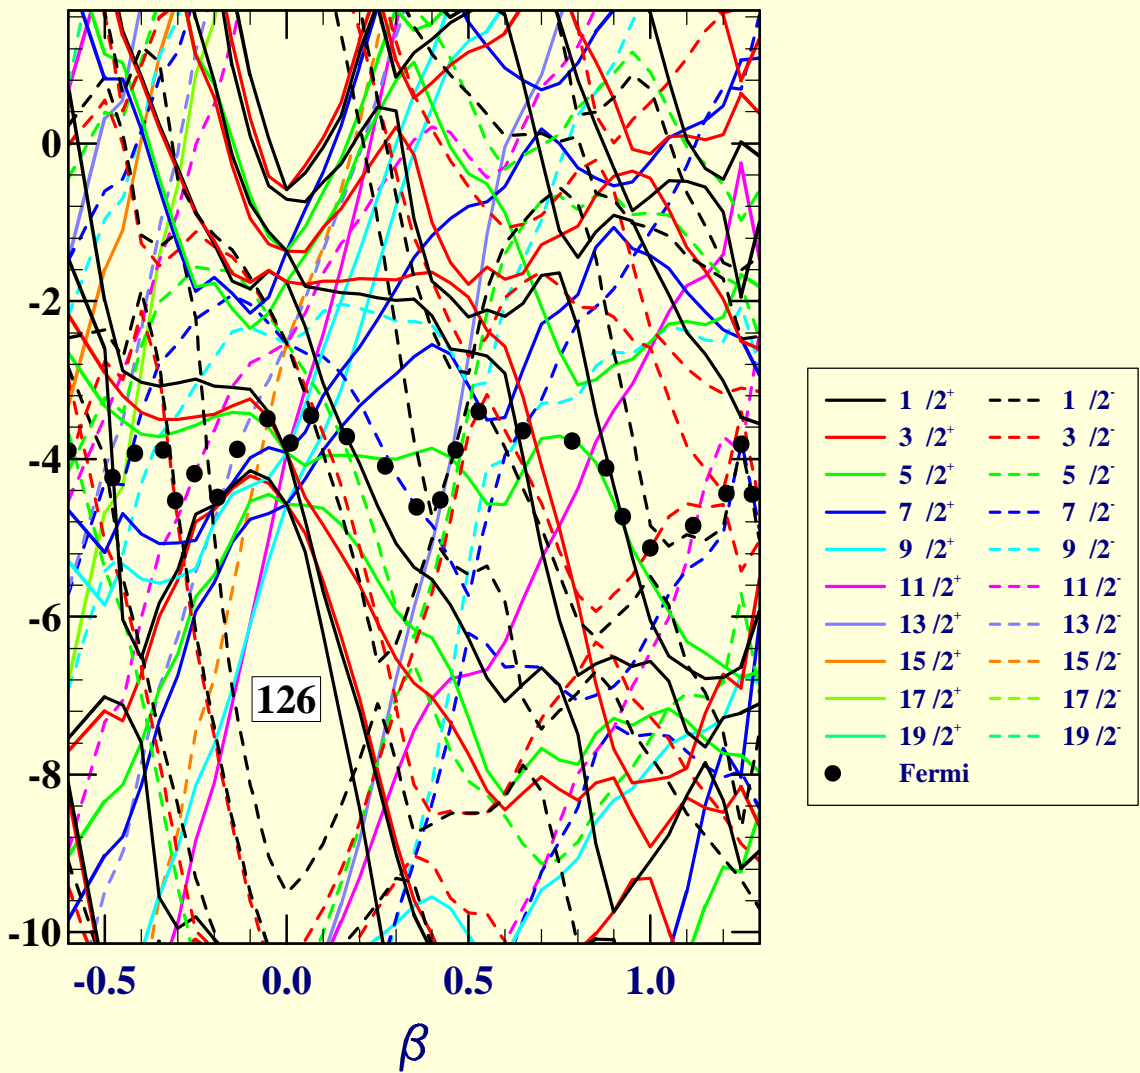 0
-2
-4
-6
-8
-10
126
-0.5 0.0 0.5 1.0
β
1 /2⁺ 1 /2⁻
3 /2⁺ 3 /2⁻
5 /2⁺ 5 /2⁻
7 /2⁺ 7 /2⁻
9 /2⁺ 9 /2⁻
11 /2⁺ 11 /2⁻
13 /2⁺ 13 /2⁻
15 /2⁺ 15 /2⁻
17 /2⁺ 17 /2⁻
19 /2⁺ 19 /2⁻
Fermi